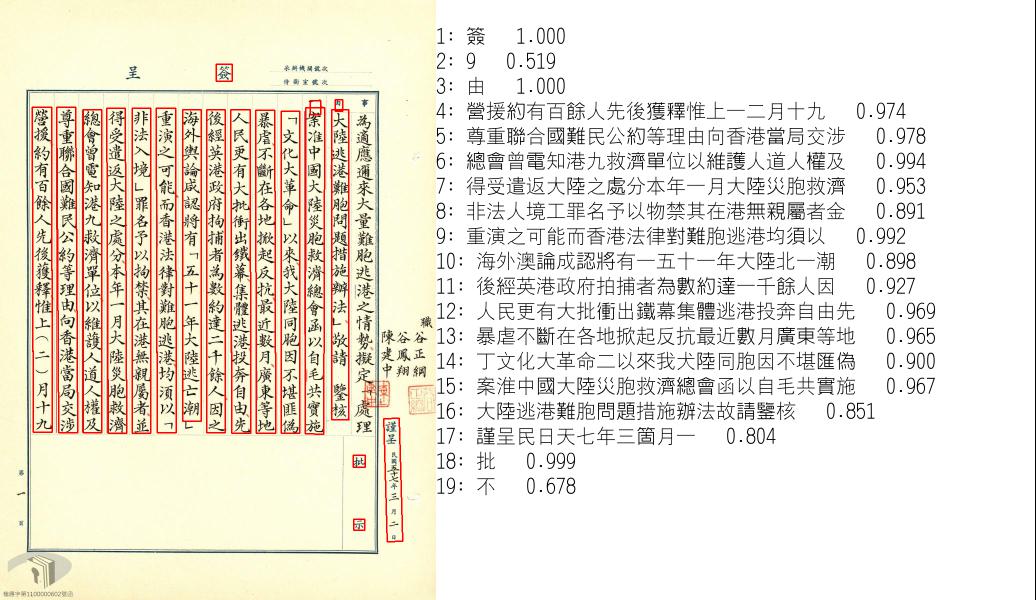 簽呈
承辦機關號次
侍衛室號次
職 谷正綱
谷鳳翔
陳建中
謹呈 民國五十七年三月二日
事由
為適應邇來大量難胞逃港之情勢擬定「處理
大陸逃港難胞問題措施辦法」敬請 鑒核
批示
案准中國大陸災胞救濟總會函以自毛共實施
「文化大革命」以來我大陸同胞因不堪匪偽
暴虐不斷在各地掀起反抗最近數月廣東等地
人民更有大批衝出鐵幕集體逃港投奔自由先
後經英港政府拘捕者為數約達二千餘人因之
海外輿論咸認將有「五十一年大陸逃亡潮」
重演之可能而香港法律對難胞逃港均須以「
非法入境」罪名予以拘禁其在港無親屬者並
得受遣返大陸之處分本年一月大陸災胞救濟
總會曾電知港九救濟單位以維護人道人權及
尊重聯合國難民公約等理由向香港當局交涉
營援約有百餘人先後獲釋惟上(二)月十九
第一頁
檔應字第1100000602號函
1: 簽 1.000
2: 9 0.519
3: 由 1.000
4: 營援約有百餘人先後獲釋惟上一二月十九 0.974
5: 尊重聯合國難民公約等理由向香港當局交涉 0.978
6: 總會曾電知港九救濟單位以維護人道人權及 0.994
7: 得受遣返大陸之處分本年一月大陸災胞救濟 0.953
8: 非法人境工罪名予以物禁其在港無親屬者金 0.891
9: 重演之可能而香港法律對難胞逃港均須以 0.992
10: 海外澳論成認將有一五十一年大陸北一潮 0.898
11: 後經英港政府拍捕者為數約達一千餘人因 0.927
12: 人民更有大批衝出鐵幕集體逃港投奔自由先 0.969
13: 暴虐不斷在各地掀起反抗最近數月廣東等地 0.965
14: 丁文化大革命二以來我犬陸同胞因不堪匯偽 0.900
15: 案淮中國大陸災胞救濟總會函以自毛共實施 0.967
16: 大陸逃港難胞問題措施辦法故請鑒核 0.851
17: 謹呈民日天七年三箇月一 0.804
18: 批 0.999
19: 不 0.678